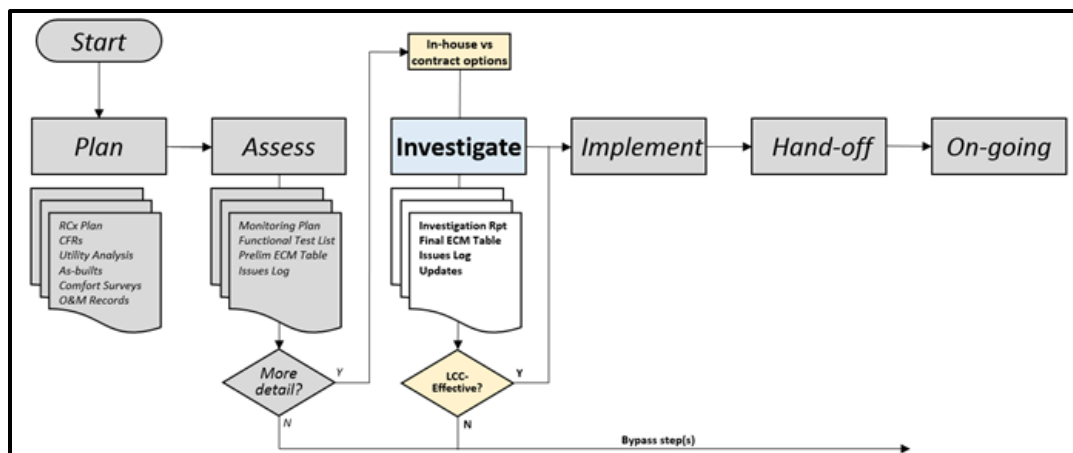 Start
In-house vs
contract options
Plan
Assess
Investigate
Implement
Hand-off
On-going
RCx Plan
CFRs
Utility Analysis
As-builts
Comfort Surveys
O&M Records
Monitoring Plan
Functional Test List
Prelim ECM Table
Issues Log
Investigation Rpt
Final ECM Table
Issues Log
Updates
More
detail?
Y
N
LCC-
Effective?
Y
N
Bypass step(s)